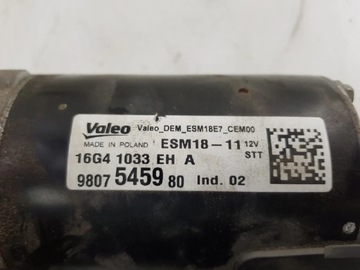 Valeo Valeo_DEM_ESM18E7_CEM00
MADE IN POLAND ESM18-11 12V
16G4 1033 EH A STT
9807 5459 80 Ind. 02